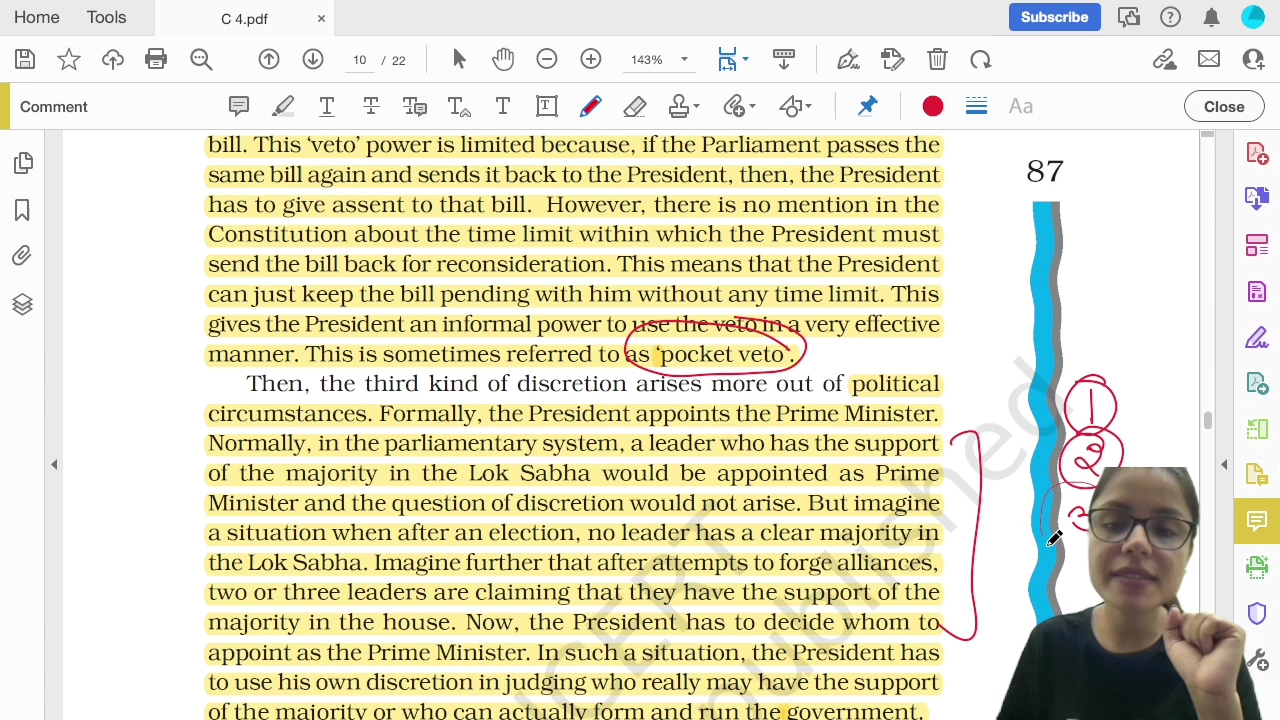 Home Tools C 4.pdf × Subscribe
10 / 22 143%
Comment Aa Close
bill. This ‘veto’ power is limited because, if the Parliament passes the
same bill again and sends it back to the President, then, the President
has to give assent to that bill. However, there is no mention in the
Constitution about the time limit within which the President must
send the bill back for reconsideration. This means that the President
can just keep the bill pending with him without any time limit. This
gives the President an informal power to use the veto in a very effective
manner. This is sometimes referred to as ‘pocket veto’.
Then, the third kind of discretion arises more out of political
circumstances. Formally, the President appoints the Prime Minister.
Normally, in the parliamentary system, a leader who has the support
of the majority in the Lok Sabha would be appointed as Prime
Minister and the question of discretion would not arise. But imagine
a situation when after an election, no leader has a clear majority in
the Lok Sabha. Imagine further that after attempts to forge alliances,
two or three leaders are claiming that they have the support of the
majority in the house. Now, the President has to decide whom to
appoint as the Prime Minister. In such a situation, the President has
to use his own discretion in judging who really may have the support
of the majority or who can actually form and run the government.
87
1
2
3